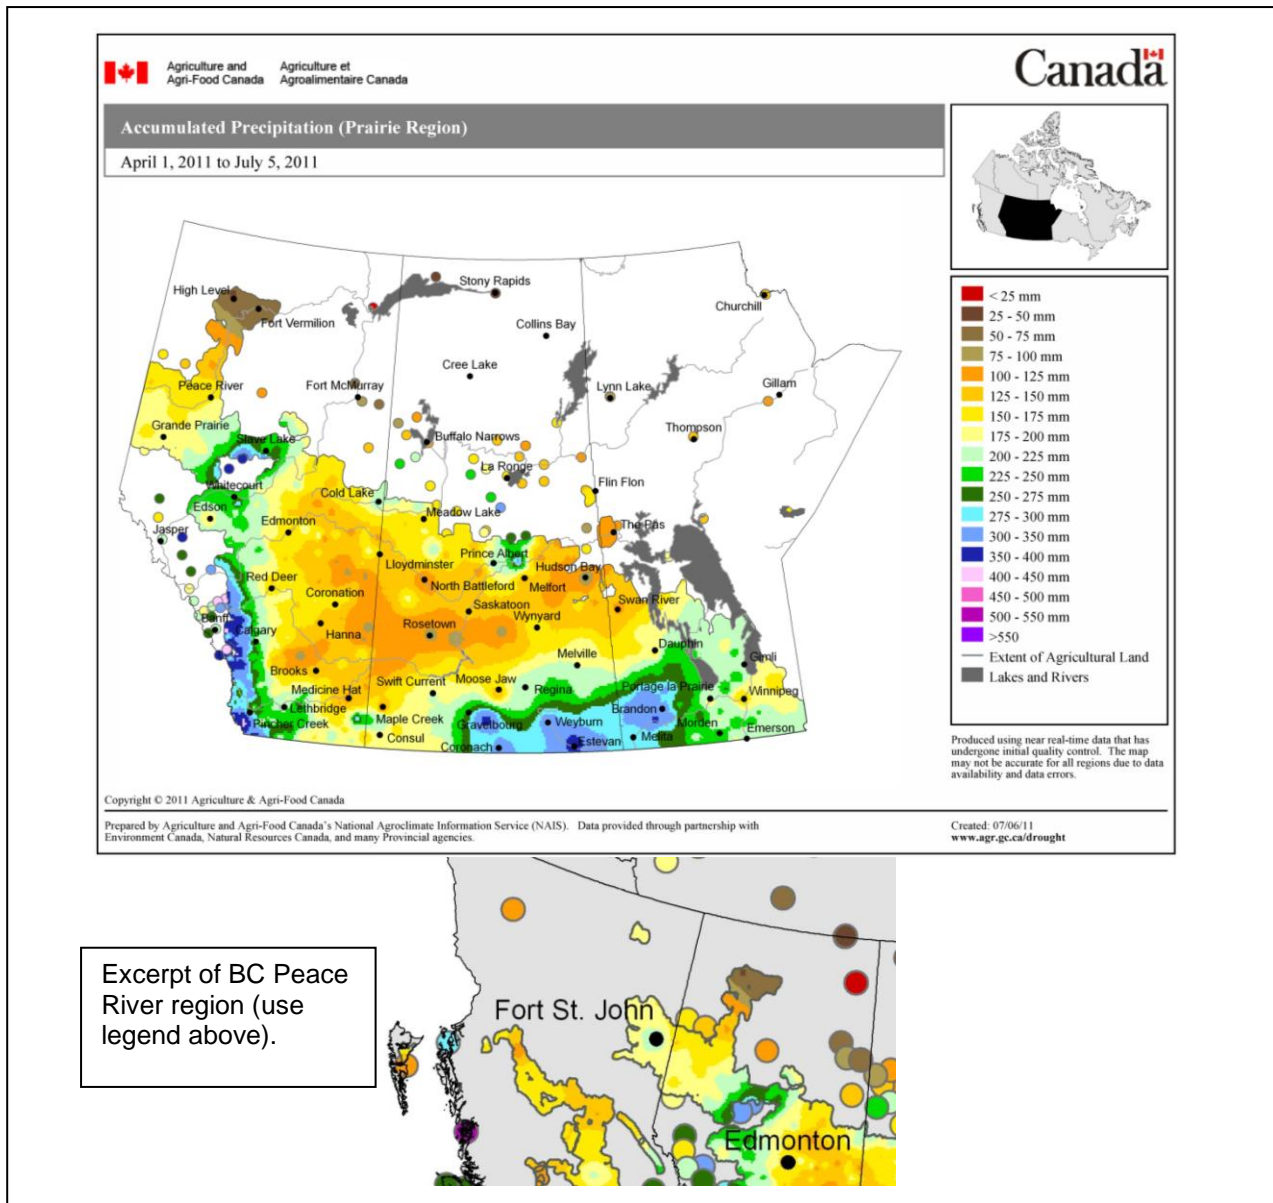 Agriculture and Agriculture et
Agri-Food Canada Agroalimentaire Canada
Canada
Accumulated Precipitation (Prairie Region)
April 1, 2011 to July 5, 2011
High Level
Fort Vermilion
Stony Rapids
Churchill
Collins Bay
Cree Lake
Peace River
Fort McMurray
Lynn Lake
Gillam
Grande Prairie
Slave Lake
Buffalo Narrows
Thompson
La Ronge
Whitecourt
Cold Lake
Flin Flon
Edson
Meadow Lake
Jasper
Edmonton
The Pas
Prince Albert
Lloydminster
Hudson Bay
Red Deer
North Battleford
Melfort
Coronation
Saskatoon
Swan River
Banff
Hanna
Rosetown
Wynyard
Calgary
Dauphin
Brooks
Melville
Gimli
Swift Current
Moose Jaw
Medicine Hat
Regina
Portage la Prairie
Winnipeg
Lethbridge
Brandon
Pincher Creek
Maple Creek
Gravelbourg
Weyburn
Morden
Emerson
Consul
Coronach
Estevan
Melita
< 25 mm
25 - 50 mm
50 - 75 mm
75 - 100 mm
100 - 125 mm
125 - 150 mm
150 - 175 mm
175 - 200 mm
200 - 225 mm
225 - 250 mm
250 - 275 mm
275 - 300 mm
300 - 350 mm
350 - 400 mm
400 - 450 mm
450 - 500 mm
500 - 550 mm
>550
Extent of Agricultural Land
Lakes and Rivers
Produced using near real-time data that has
undergone initial quality control. The map
may not be accurate for all regions due to data
availability and data errors.
Copyright © 2011 Agriculture & Agri-Food Canada
Prepared by Agriculture and Agri-Food Canada's National Agroclimate Information Service (NAIS). Data provided through partnership with
Environment Canada, Natural Resources Canada, and many Provincial agencies.
Created: 07/06/11
www.agr.gc.ca/drought
Excerpt of BC Peace
River region (use
legend above).
Fort St. John
Edmonton